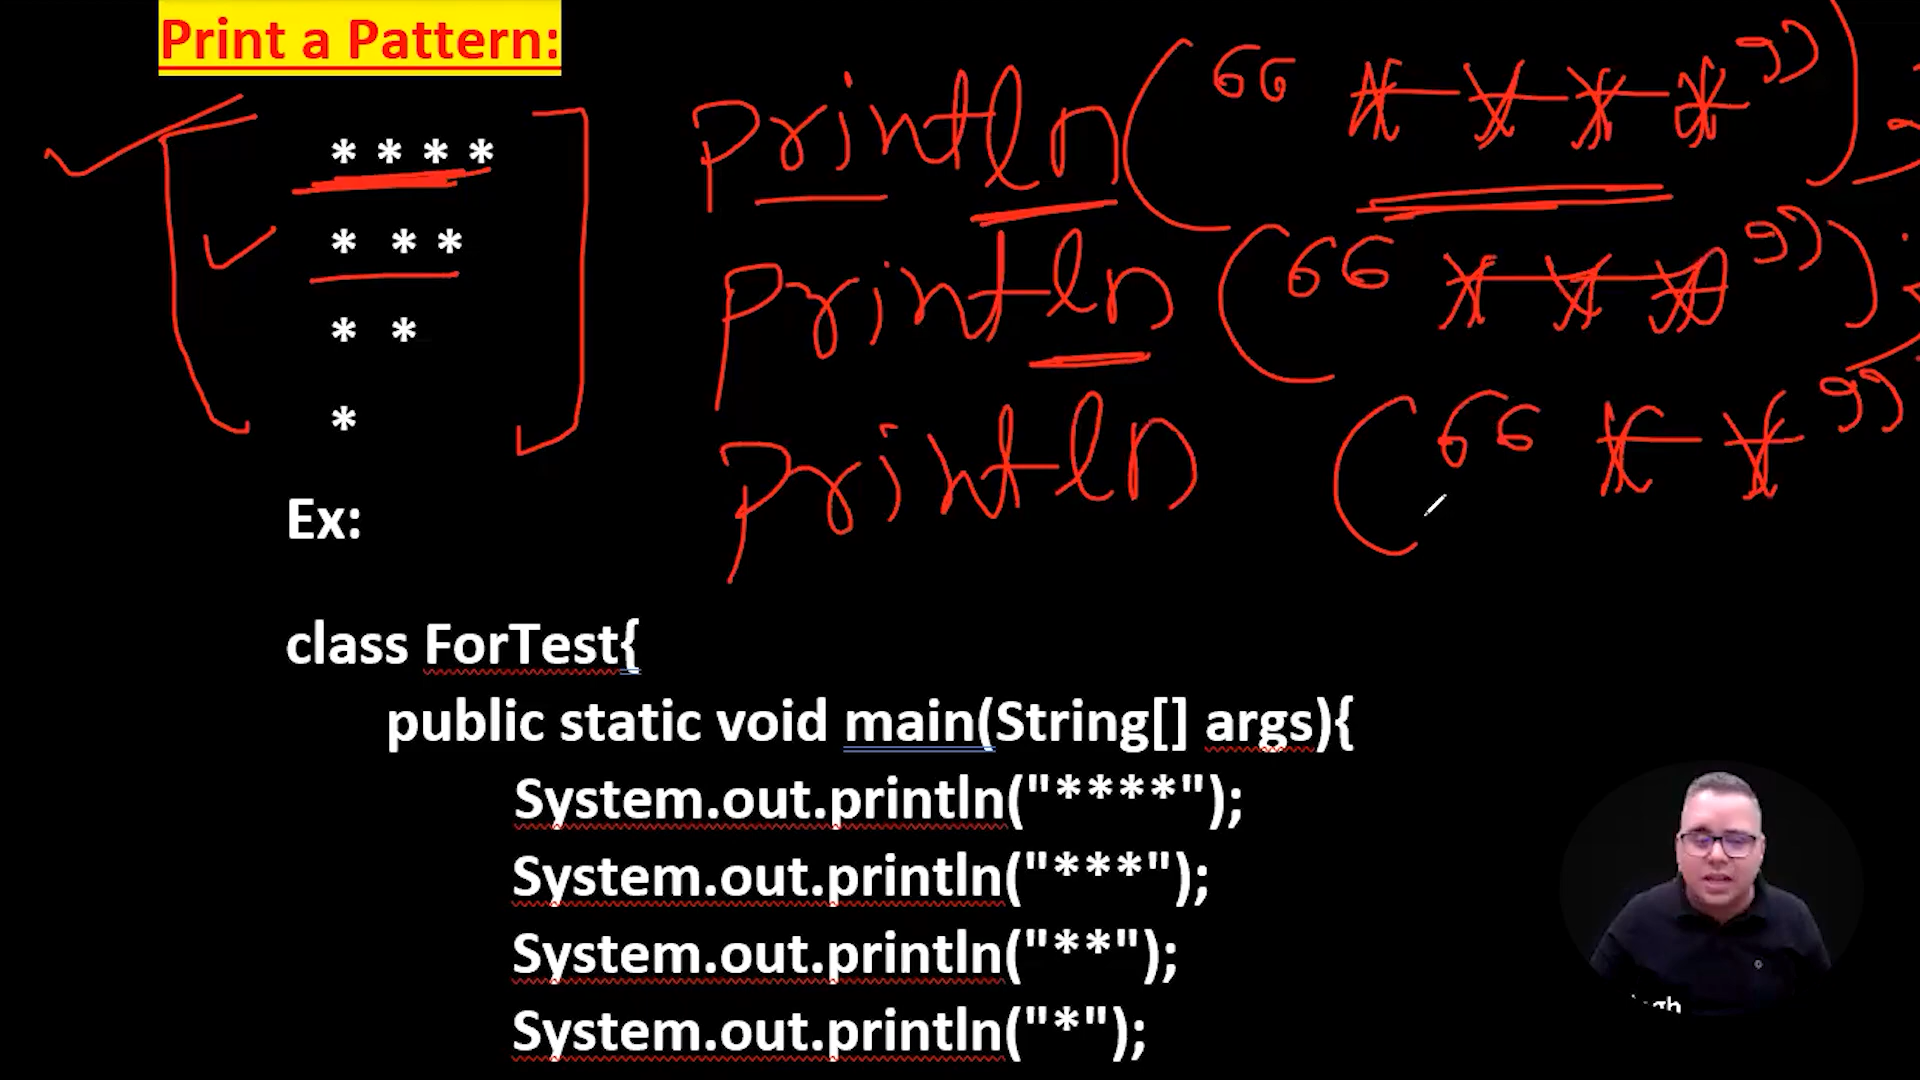 Print a Pattern:
* * * *
println(“ * * * * ”)
* * *
println(“ * * * ”)
* *
println(“ * * ”
*
Ex:
class ForTest{
public static void main(String[] args){
System.out.println("****");
System.out.println("***");
System.out.println("**");
System.out.println("*");